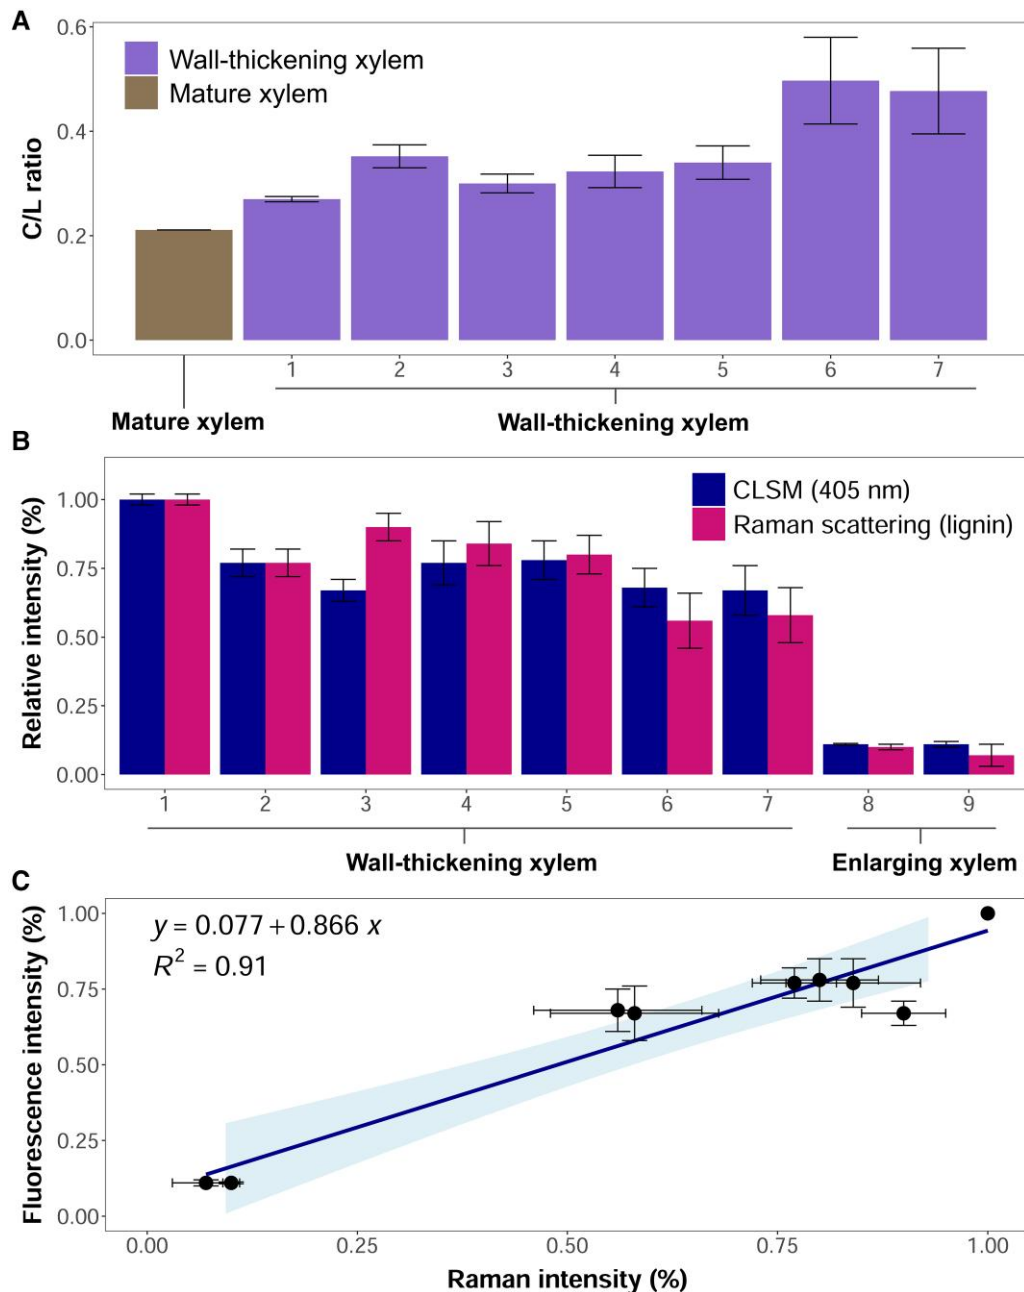 A
0.6
0.4
0.2
0.0
C/L ratio
Wall-thickening xylem
Mature xylem
1 2 3 4 5 6 7
Mature xylem
Wall-thickening xylem
B
1.00
0.75
0.50
0.25
0.00
Relative intensity (%)
CLSM (405 nm)
Raman scattering (lignin)
1 2 3 4 5 6 7 8 9
Wall-thickening xylem
Enlarging xylem
C
1.00
0.75
0.50
0.25
0.00
Fluorescence intensity (%)
y = 0.077 + 0.866 x
R² = 0.91
0.00 0.25 0.50 0.75 1.00
Raman intensity (%)